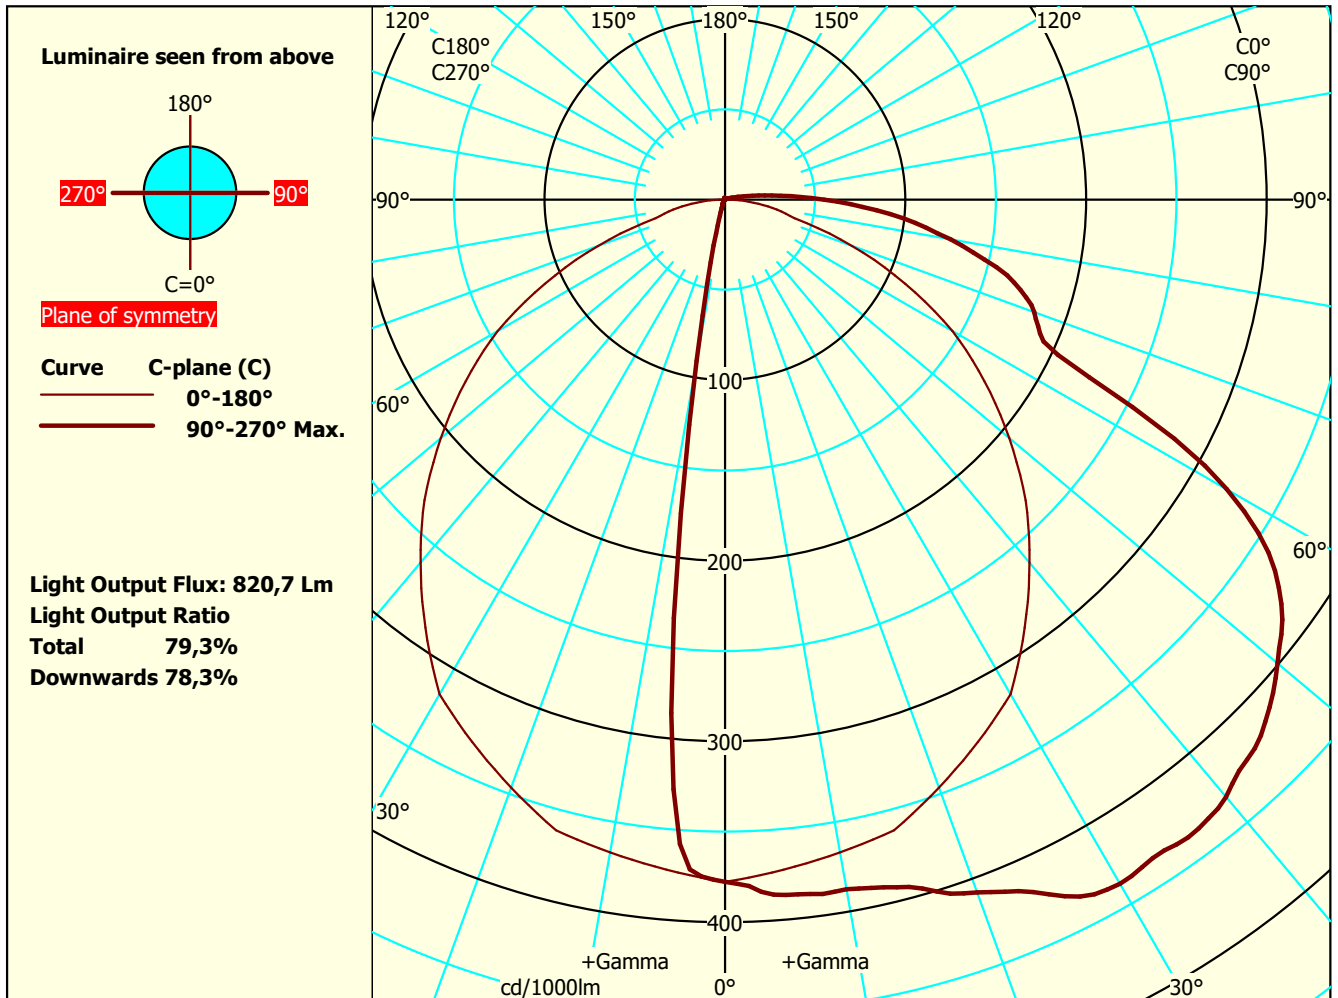 Luminaire seen from above
180°
270°
90°
C=0°
Plane of symmetry
Curve C-plane (C)
0°-180°
90°-270° Max.
Light Output Flux: 820,7 Lm
Light Output Ratio
Total 79,3%
Downwards 78,3%
120° 150° 180° 150° 120°
C180° C0°
C270° C90°
90° 90°
100
60°
200
60°
300
30°
400
+Gamma +Gamma
cd/1000lm 0° 30°